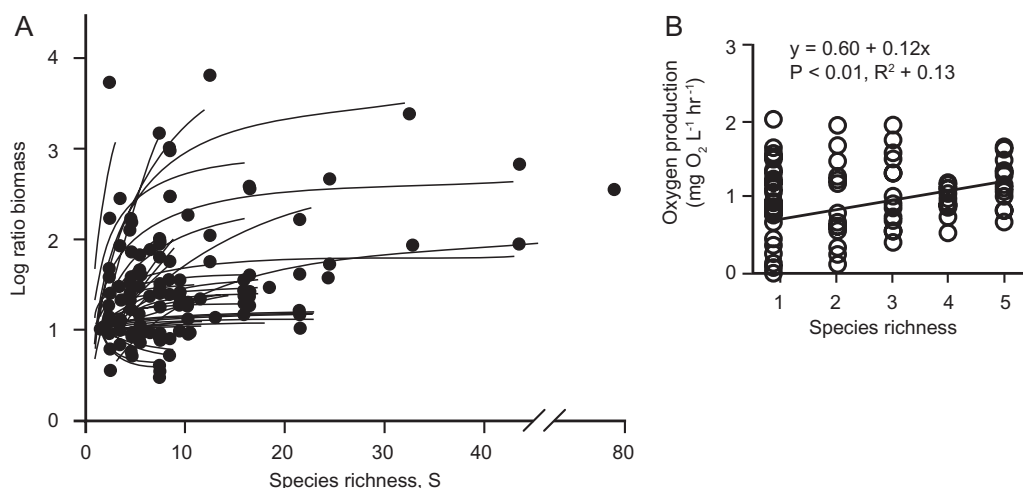 A
Log ratio biomass
4
3
2
1
0
0 10 20 30 40 80
Species richness, S
B
y = 0.60 + 0.12x
P < 0.01, R² + 0.13
Oxygen production
(mg O₂ L⁻¹ hr⁻¹)
3
2
1
0
1 2 3 4 5
Species richness